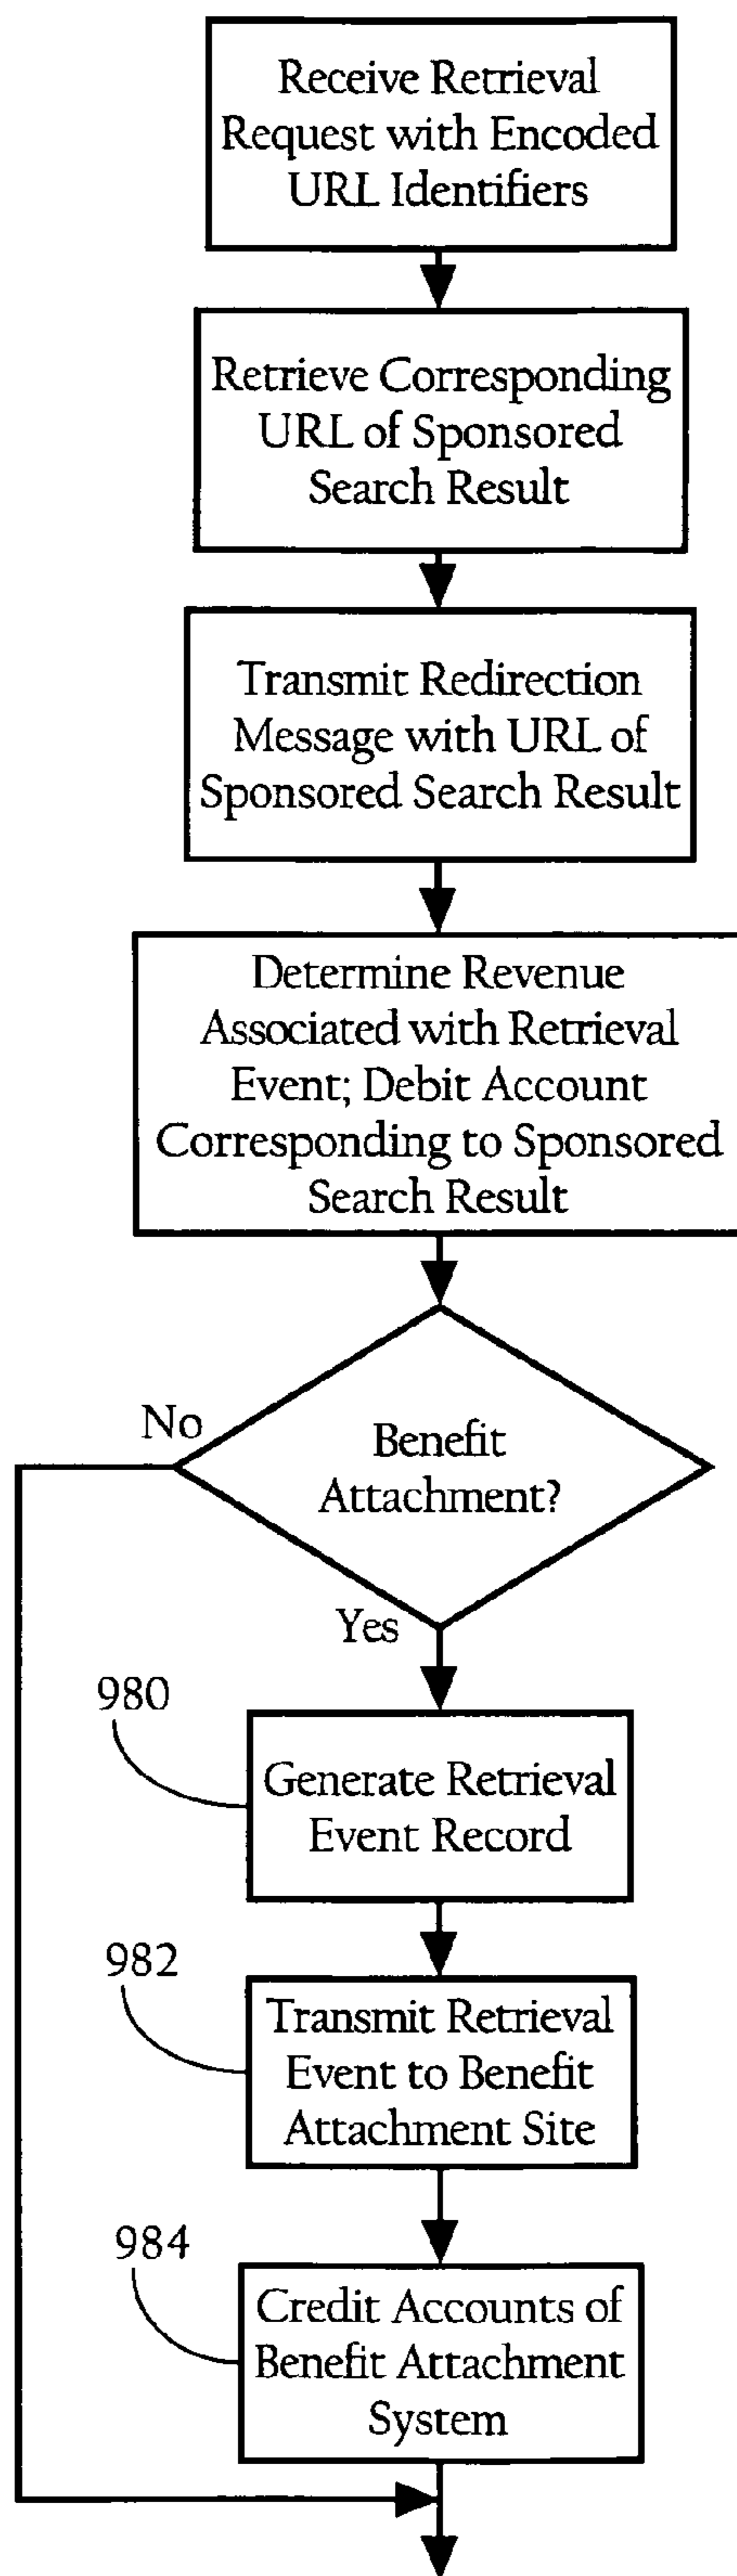 Receive Retrieval
Request with Encoded
URL Identifiers
Retrieve Corresponding
URL of Sponsored
Search Result
Transmit Redirection
Message with URL of
Sponsored Search Result
Determine Revenue
Associated with Retrieval
Event; Debit Account
Corresponding to Sponsored
Search Result
No
Benefit
Attachment?
Yes
980
Generate Retrieval
Event Record
982
Transmit Retrieval
Event to Benefit
Attachment Site
984
Credit Accounts of
Benefit Attachment
System